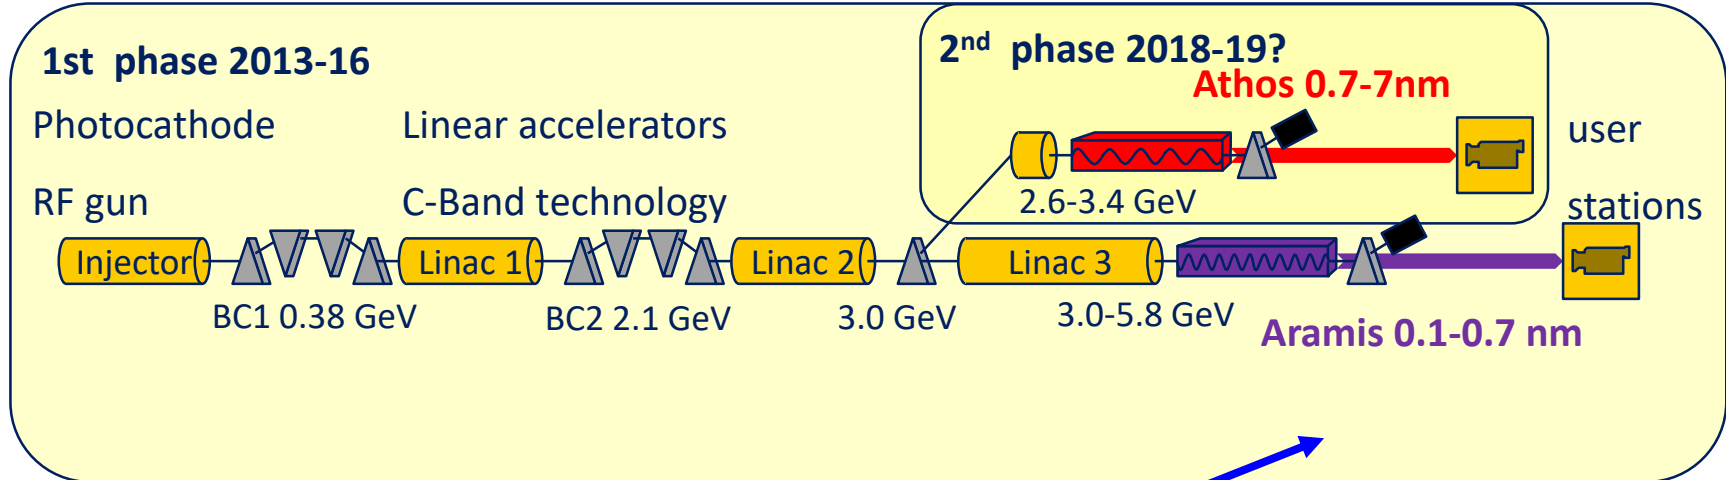 1st phase 2013-16
2nd phase 2018-19?
Athos 0.7-7nm
Photocathode
Linear accelerators
user
RF gun
C-Band technology
2.6-3.4 GeV
stations
Injector
Linac 1
Linac 2
Linac 3
BC1 0.38 GeV
BC2 2.1 GeV
3.0 GeV
3.0-5.8 GeV
Aramis 0.1-0.7 nm